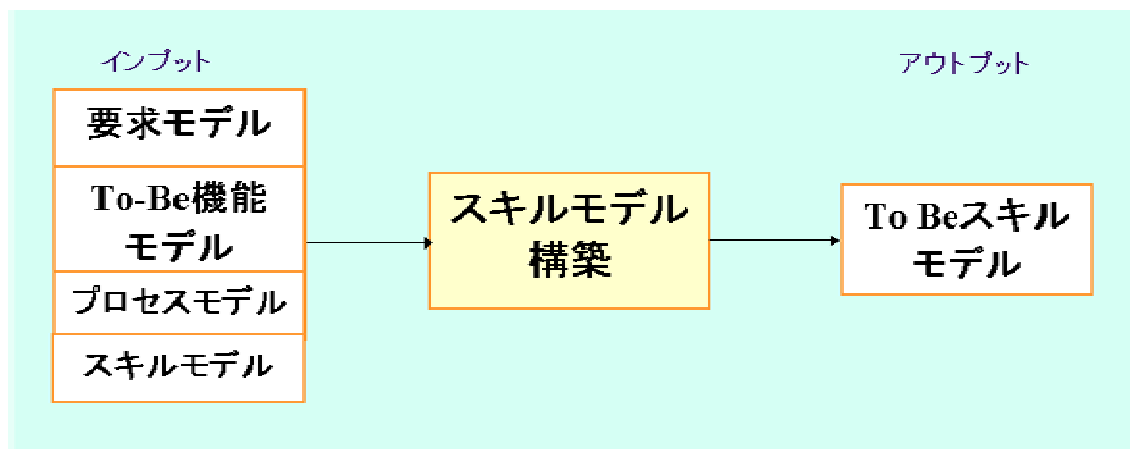 インプット
アウトプット
要求モデル
To-Be機能
モデル
プロセスモデル
スキルモデル
スキルモデル
構築
To Beスキル
モデル